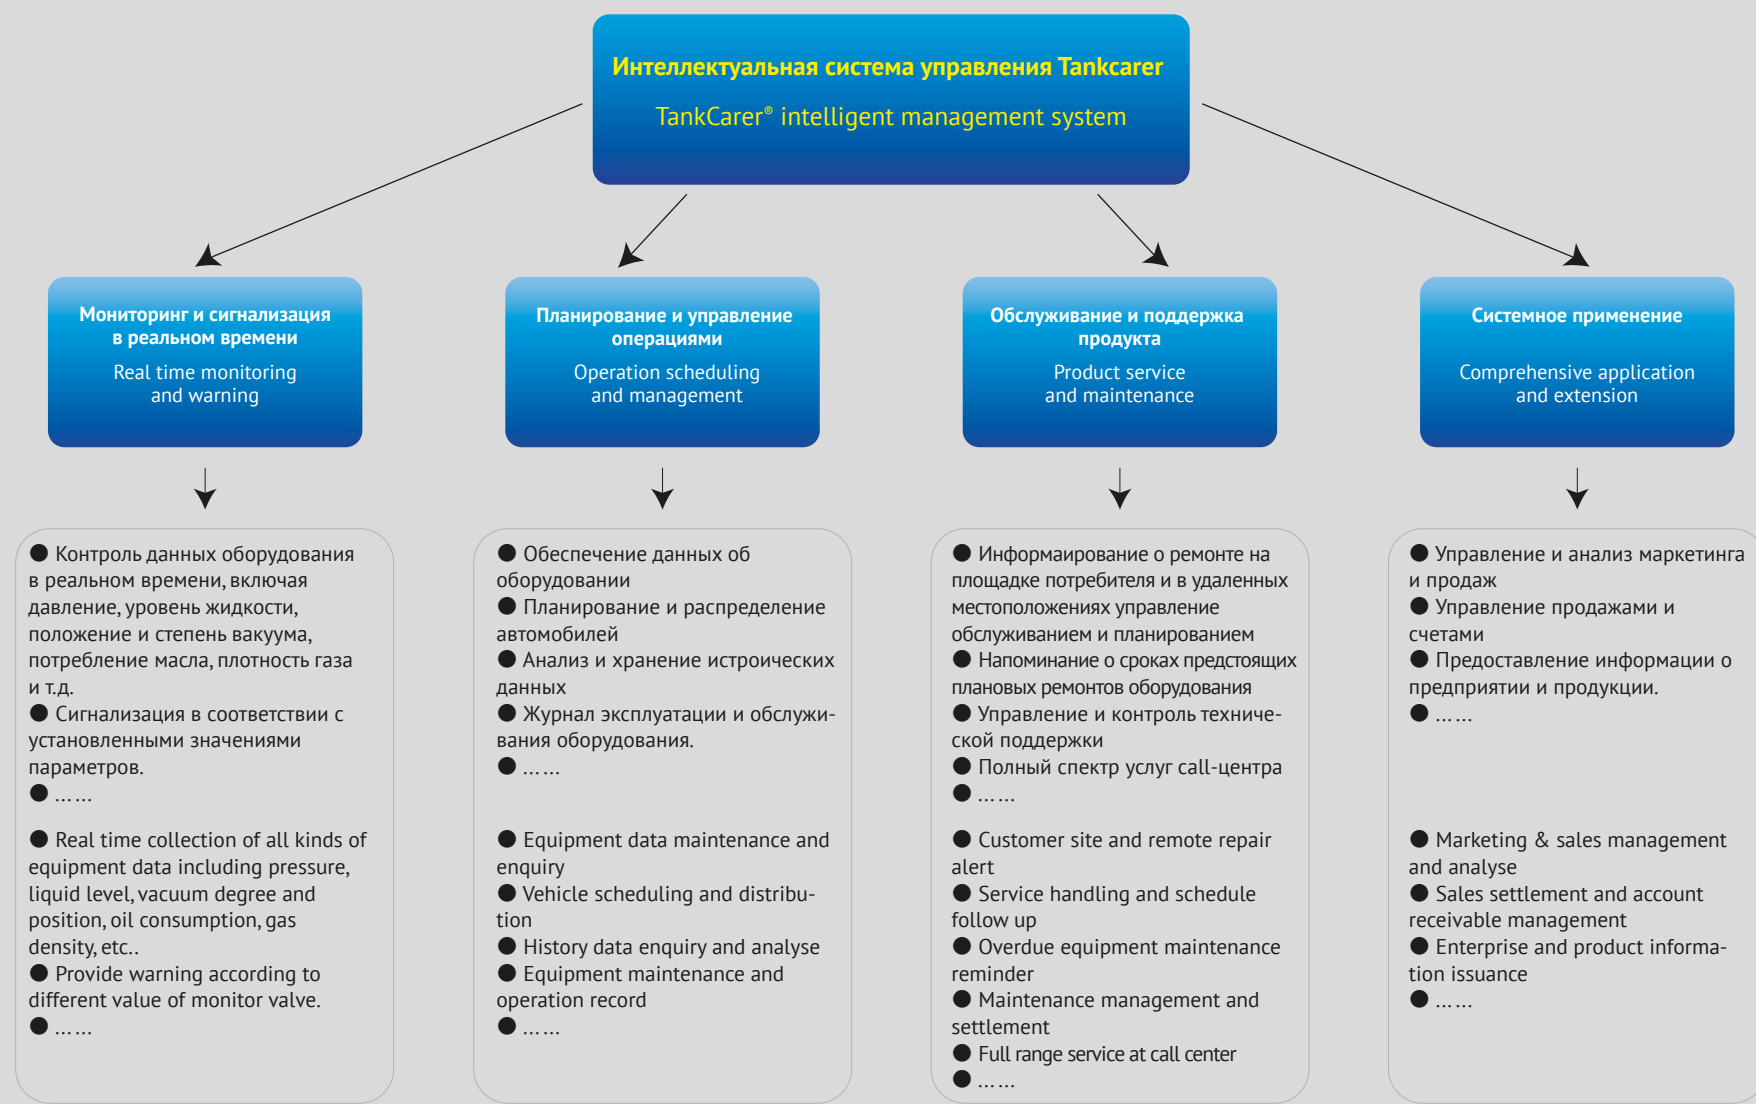 Интеллектуальная система управления Tankcarer
TankCarer® intelligent management system
Мониторинг и сигнализация
в реальном времени
Real time monitoring
and warning
Планирование и управление
операциями
Operation scheduling
and management
Обслуживание и поддержка
продукта
Product service
and maintenance
Системное применение
Comprehensive application
and extension
● Контроль данных оборудования
в реальном времени, включая
давление, уровень жидкости,
положение и степень вакуума,
потребление масла, плотность газа
и т.д.
● Сигнализация в соответствии с
установленными значениями
параметров.
● ... ...
● Real time collection of all kinds of
equipment data including pressure,
liquid level, vacuum degree and
position, oil consumption, gas
density, etc..
● Provide warning according to
different value of monitor valve.
● ... ...
● Обеспечение данных об
оборудовании
● Планирование и распределение
автомобилей
● Анализ и хранение истроических
данных
● Журнал эксплуатации и обслужи-
вания оборудования.
● ... ...
● Equipment data maintenance and
enquiry
● Vehicle scheduling and distribu-
tion
● History data enquiry and analyse
● Equipment maintenance and
operation record
● ... ...
● Информаирование о ремонте на
площадке потребителя и в удаленных
местоположениях управление
обслуживанием и планированием
● Напоминание о сроках предстоящих
плановых ремонтов оборудования
● Управление и контроль техниче-
ской поддержки
● Полный спектр услуг call-центра
● ... ...
● Customer site and remote repair
alert
● Service handling and schedule
follow up
● Overdue equipment maintenance
reminder
● Maintenance management and
settlement
● Full range service at call center
● ... ...
● Управление и анализ маркетинга
и продаж
● Управление продажами и
счетами
● Предоставление информации о
предприятии и продукции.
● ... ...
● Marketing & sales management
and analyse
● Sales settlement and account
receivable management
● Enterprise and product informa-
tion issuance
● ... ...